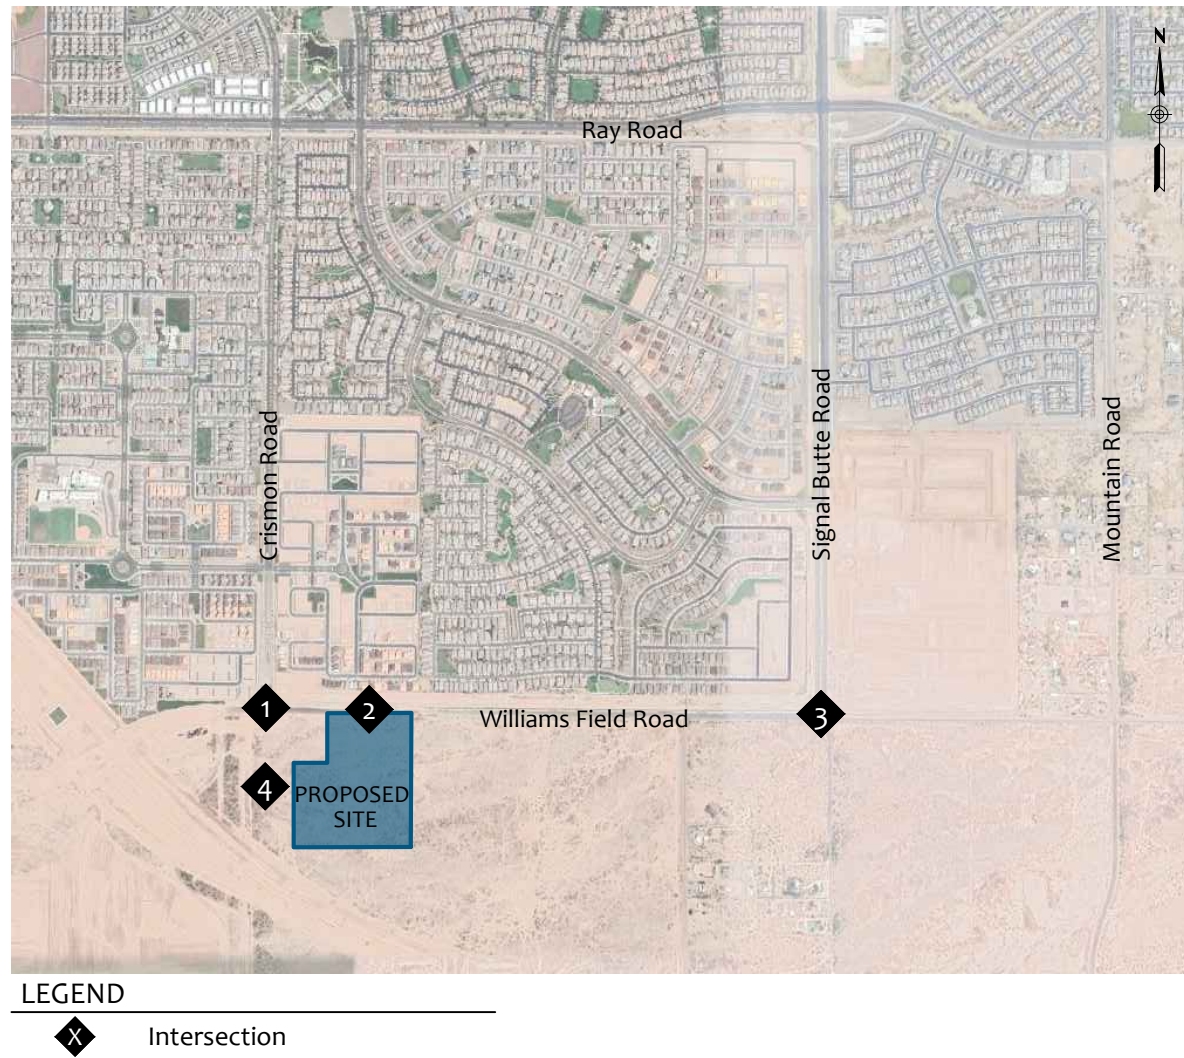 N
Ray Road
Crismon Road
Signal Butte Road
Mountain Road
1
2
Williams Field Road
3
4
PROPOSED
SITE
LEGEND
X
Intersection